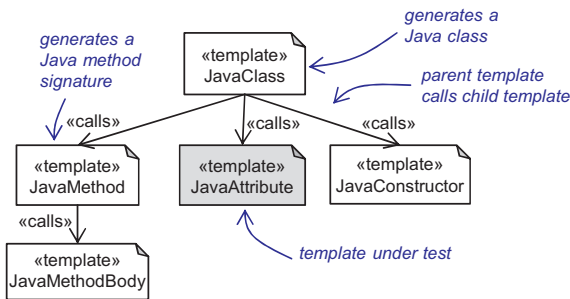 generates a
Java method
signature
«template»
JavaClass
generates a
Java class
parent template
calls child template
«calls»
«calls»
«calls»
«template»
JavaMethod
«template»
JavaAttribute
«template»
JavaConstructor
«calls»
«template»
JavaMethodBody
template under test